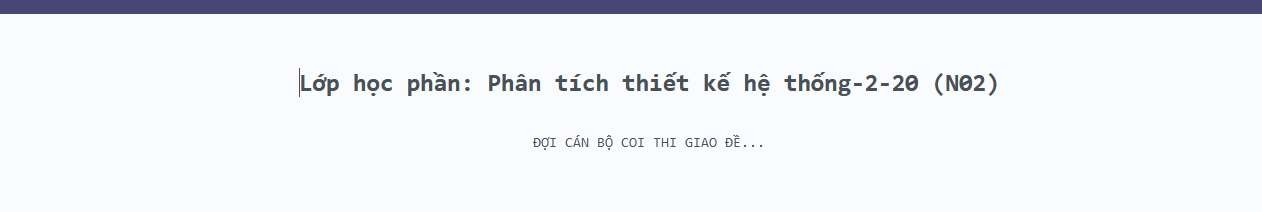 Lớp học phần: Phân tích thiết kế hệ thống-2-20 (N02)
ĐỢI CÁN BỘ COI THI GIAO ĐỀ...